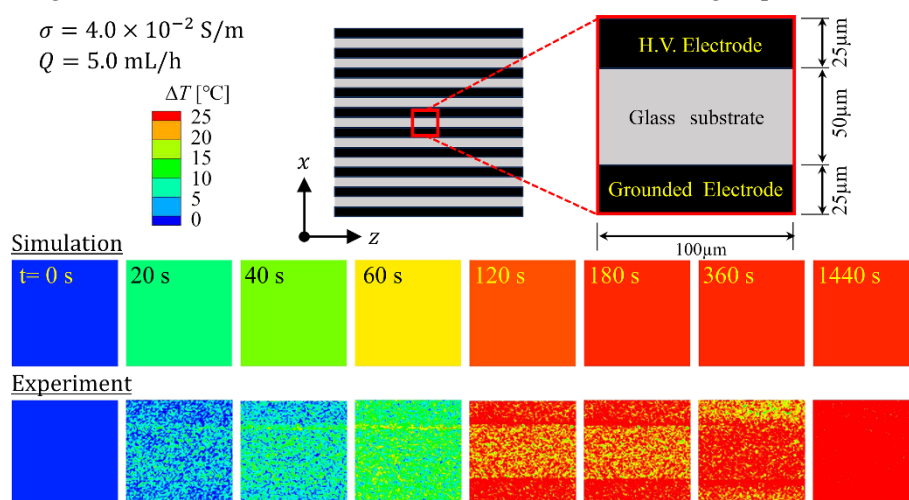 σ = 4.0 × 10⁻² S/m
Q = 5.0 mL/h
ΔT [°C]
25
20
15
10
5
0
x
z
H.V. Electrode
Glass substrate
Grounded Electrode
25μm
50μm
25μm
100μm
Simulation
t= 0 s 20 s 40 s 60 s 120 s 180 s 360 s 1440 s
Experiment